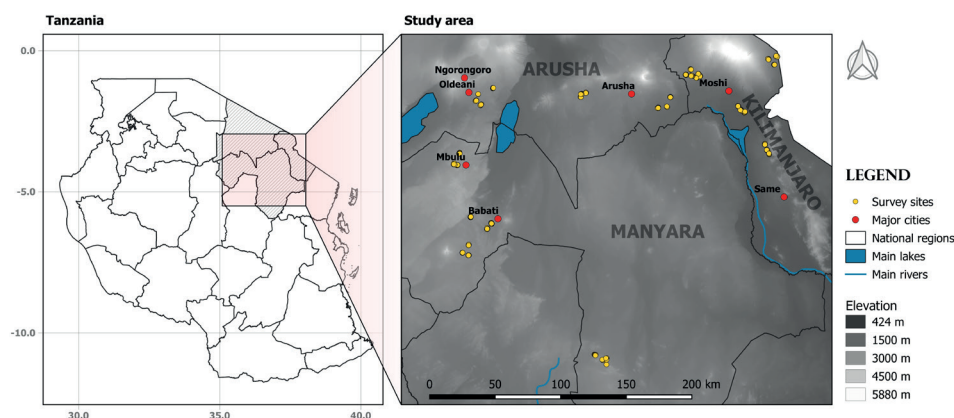 Tanzania
Study area
0.0
-5.0
-10.0
30.0
35.0
40.0
Ngorongoro
Oldeani
ARUSHA
Arusha
Moshi
KILIMANJARO
Mbulu
Same
Babati
MANYARA
0 50 100 150 200 km
LEGEND
Survey sites
Major cities
National regions
Main lakes
Main rivers
Elevation
424 m
1500 m
3000 m
4500 m
5880 m